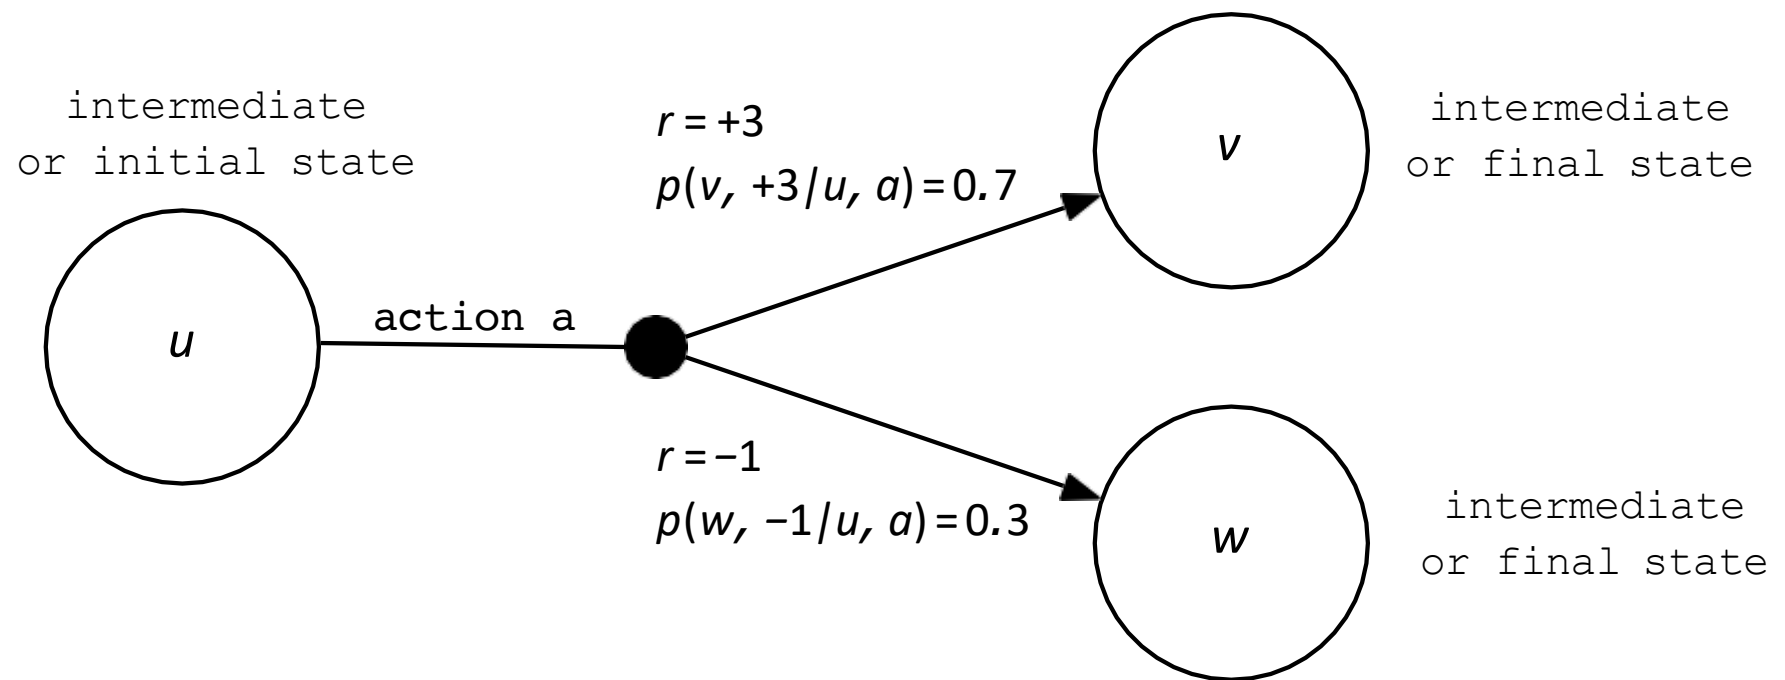 intermediate
or initial state
u
action a
r = +3
p(v, +3/u, a) = 0.7
v
intermediate
or final state
r = −1
p(w, −1/u, a) = 0.3
w
intermediate
or final state